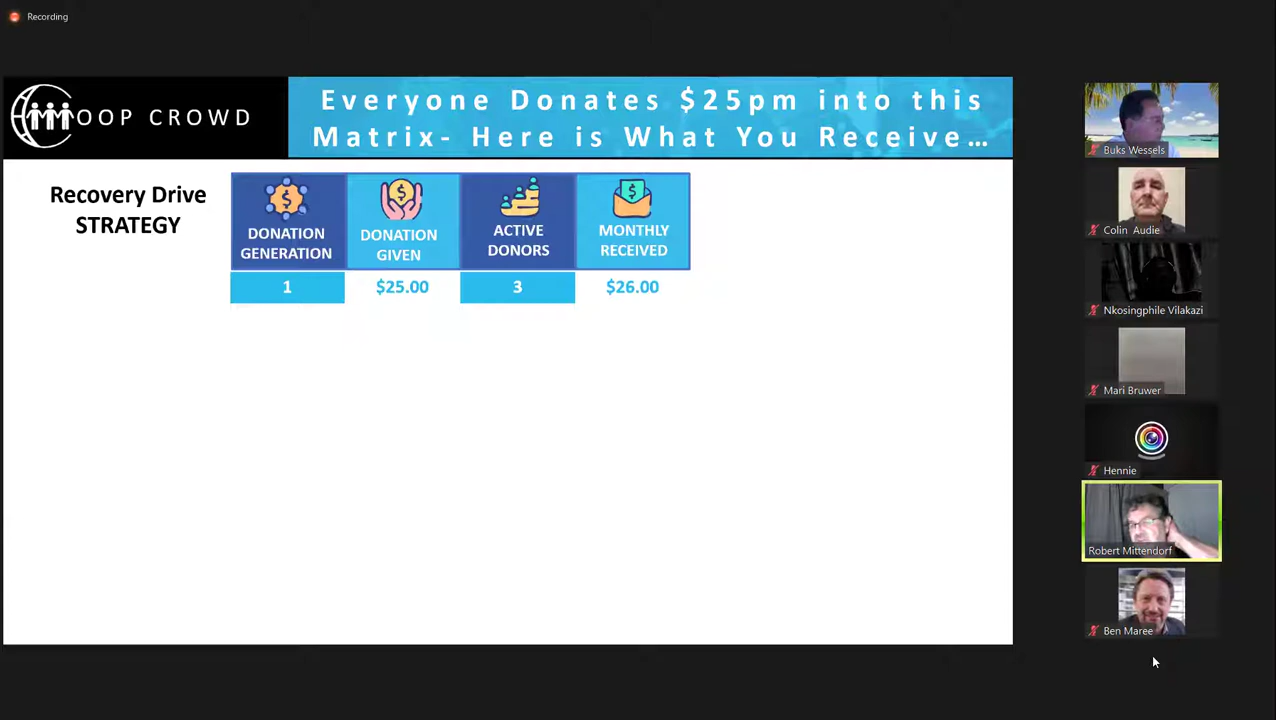 Recording
OOP CROWD
Everyone Donates $25pm into this
Matrix- Here is What You Receive...
Recovery Drive
STRATEGY
DONATION
GENERATION
DONATION
GIVEN
ACTIVE
DONORS
MONTHLY
RECEIVED
1
$25.00
3
$26.00
Buks Wessels
Colin Audie
Nkosingphile Vilakazi
Mari Bruwer
Hennie
Robert Mittendorf
Ben Maree